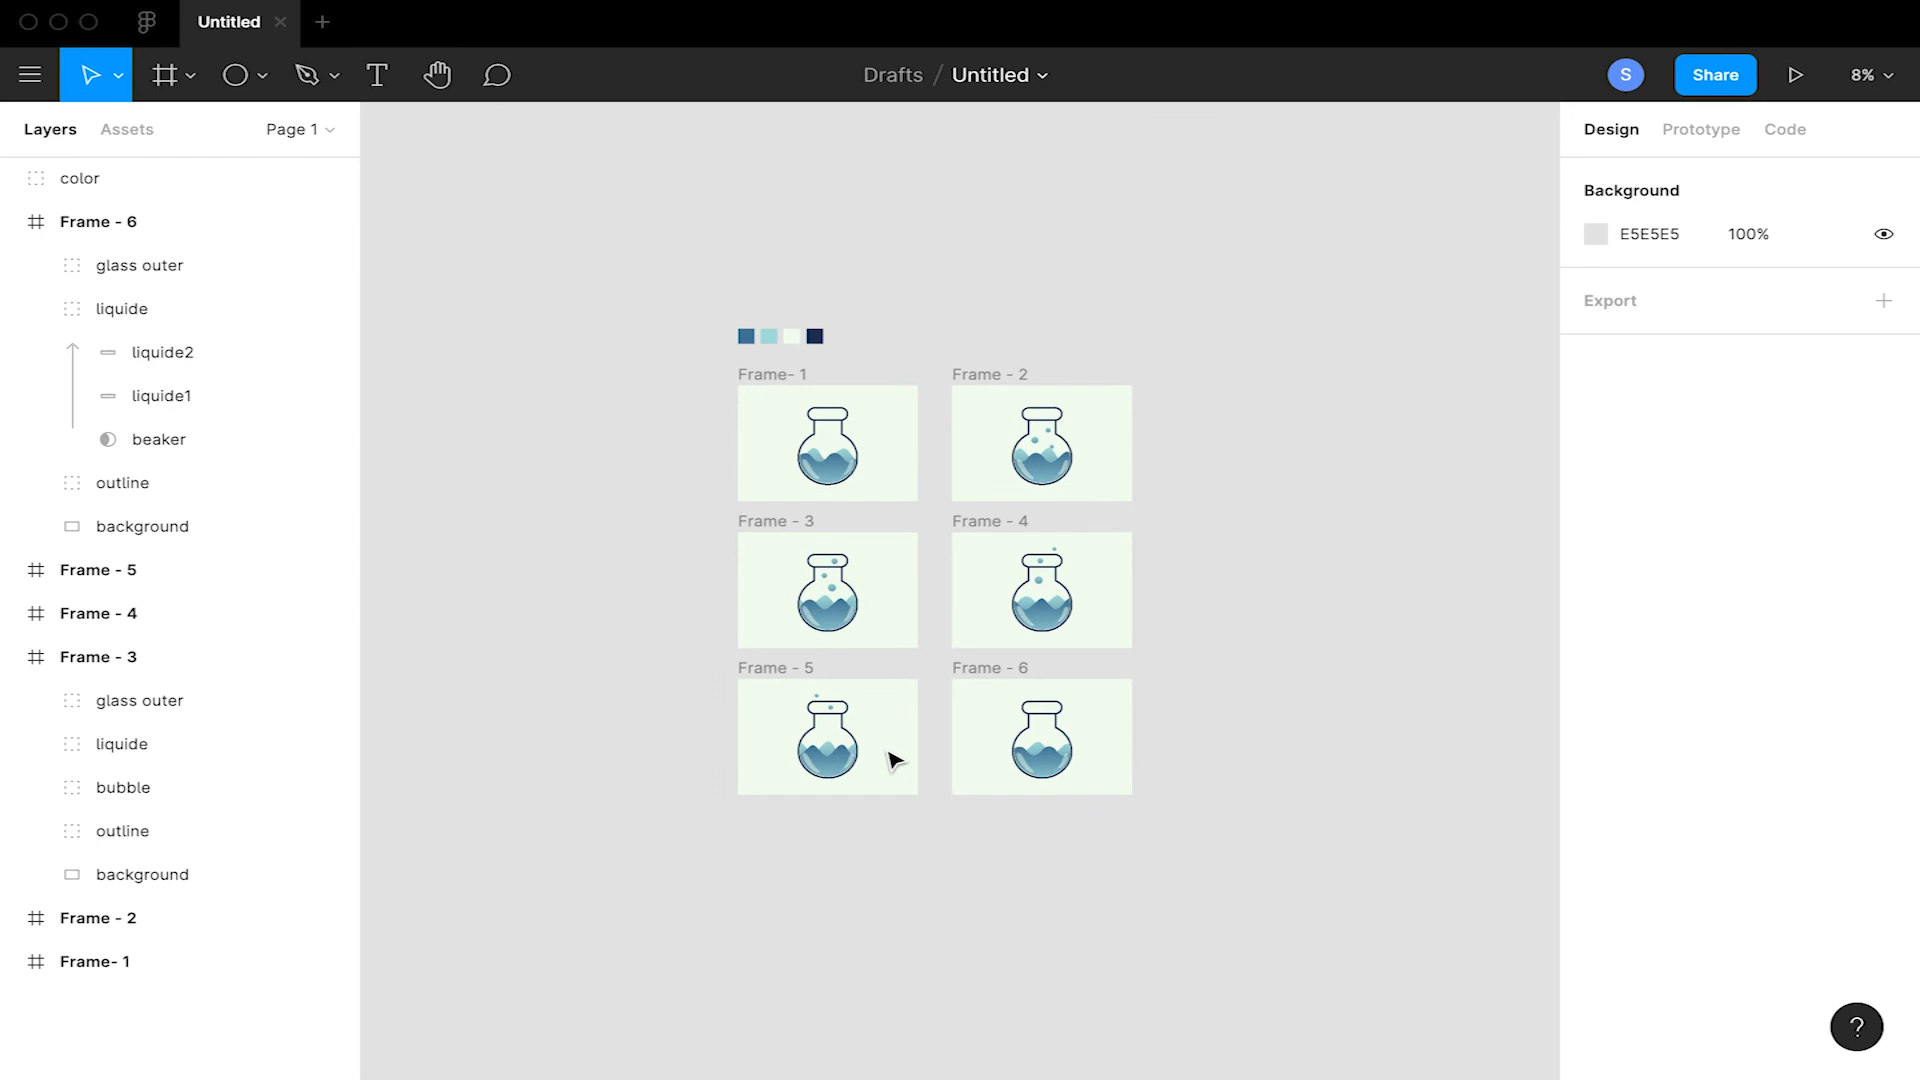 Untitled
Drafts / Untitled
S
Share
8%
Layers
Assets
Page 1
color
Frame - 6
glass outer
liquide
liquide2
liquide1
beaker
outline
background
Frame - 5
Frame - 4
Frame - 3
glass outer
liquide
bubble
outline
background
Frame - 2
Frame- 1
Frame- 1
Frame - 2
Frame - 3
Frame - 4
Frame - 5
Frame - 6
Design
Prototype
Code
Background
E5E5E5
100%
Export
?